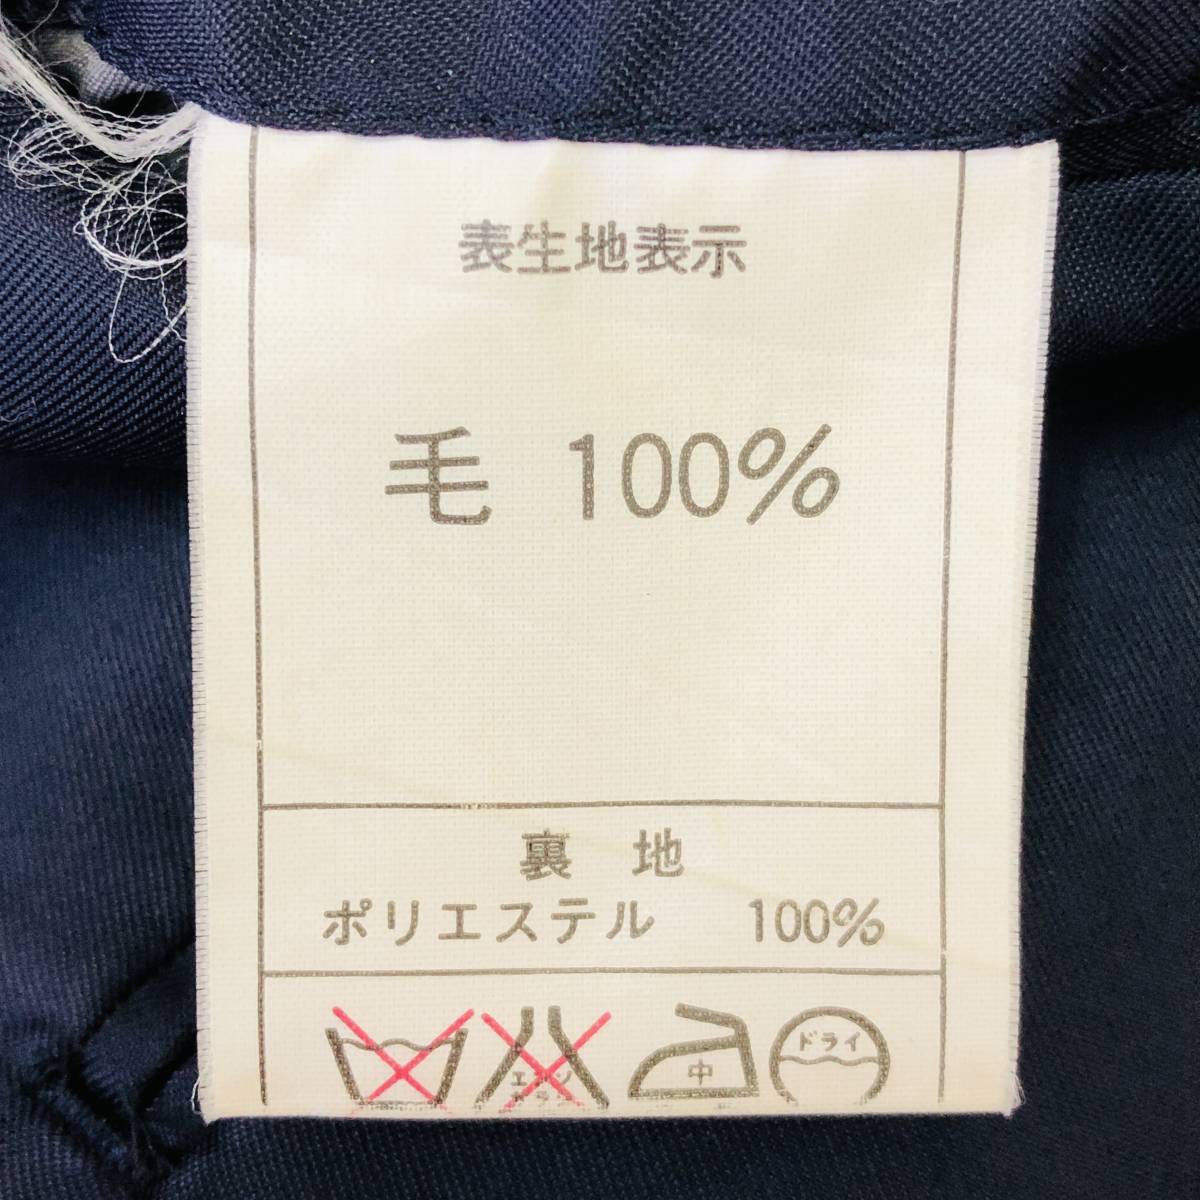 表生地表示
毛 100%
裏 地
ポリエステル 100%
中 ドライ